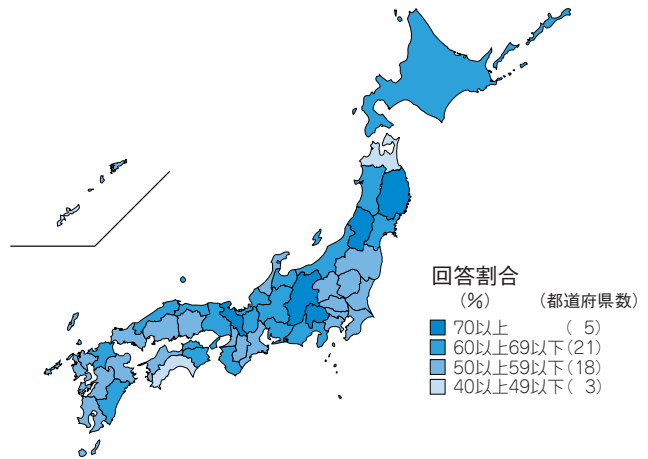 回答割合
(%) (都道府県数)
70以上 ( 5)
60以上69以下(21)
50以上59以下(18)
40以上49以下( 3)